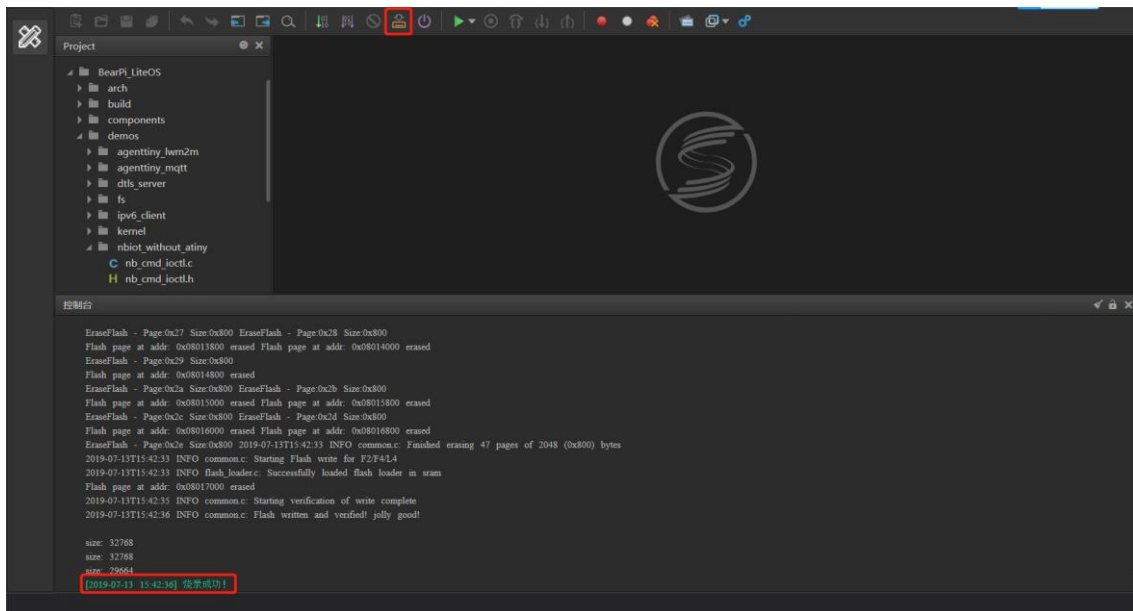 Project
BearPi_LiteOS
arch
build
components
demos
agenttiny_lwm2m
agenttiny_mqtt
dtls_server
fs
ipv6_client
kernel
nbiot_without_atiny
C nb_cmd_ioctl.c
H nb_cmd_ioctl.h
控制台
EraseFlash - Page:0x27 Size:0x800 EraseFlash - Page:0x28 Size:0x800
Flash page at addr: 0x08013800 erased Flash page at addr: 0x08014000 erased
EraseFlash - Page:0x29 Size:0x800
Flash page at addr: 0x08014800 erased
EraseFlash - Page:0x2a Size:0x800 EraseFlash - Page:0x2b Size:0x800
Flash page at addr: 0x08015000 erased Flash page at addr: 0x08015800 erased
EraseFlash - Page:0x2c Size:0x800 EraseFlash - Page:0x2d Size:0x800
Flash page at addr: 0x08016000 erased Flash page at addr: 0x08016800 erased
EraseFlash - Page:0x2e Size:0x800 2019-07-13T15:42:33 INFO common.c: Finished erasing 47 pages of 2048 (0x800) bytes
2019-07-13T15:42:33 INFO common.c: Starting Flash write for F2/F4/L4
2019-07-13T15:42:33 INFO flash_loader.c: Successfully loaded flash loader in sram
Flash page at addr: 0x08017000 erased
2019-07-13T15:42:35 INFO common.c: Starting verification of write complete
2019-07-13T15:42:36 INFO common.c: Flash written and verified! jolly good!
size: 32768
size: 32768
size: 29664
[2019-07-13 15:42:36] 烧录成功!